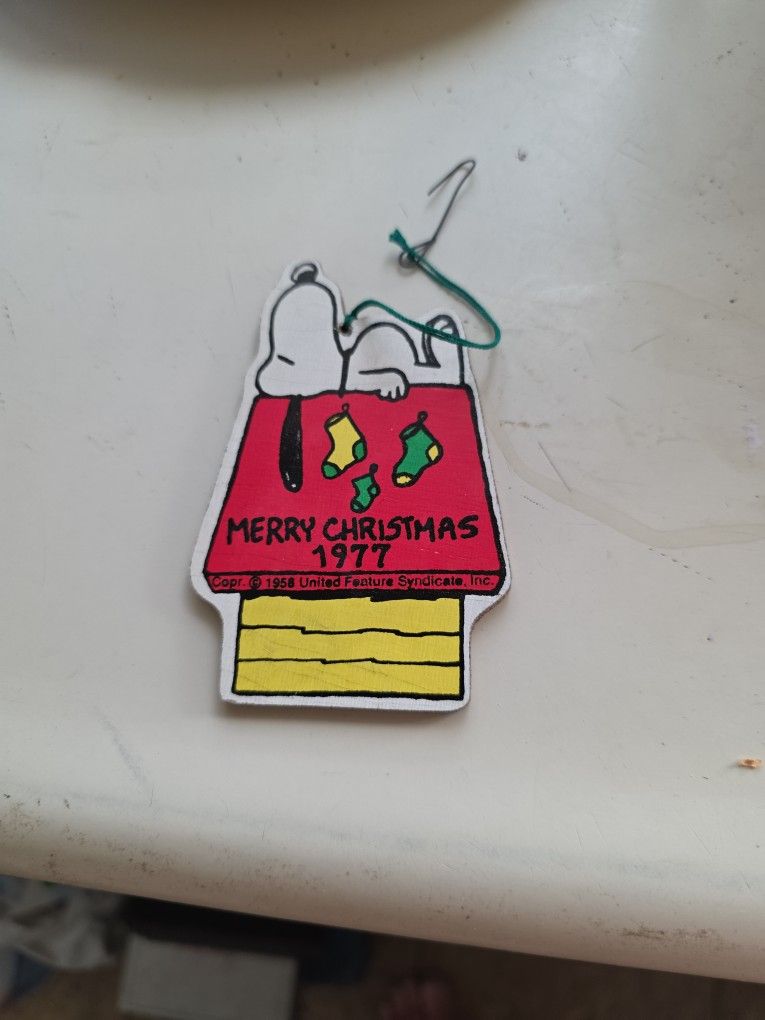 MERRY CHRISTMAS
1977
Copr. © 1958 United Feature Syndicate, Inc.